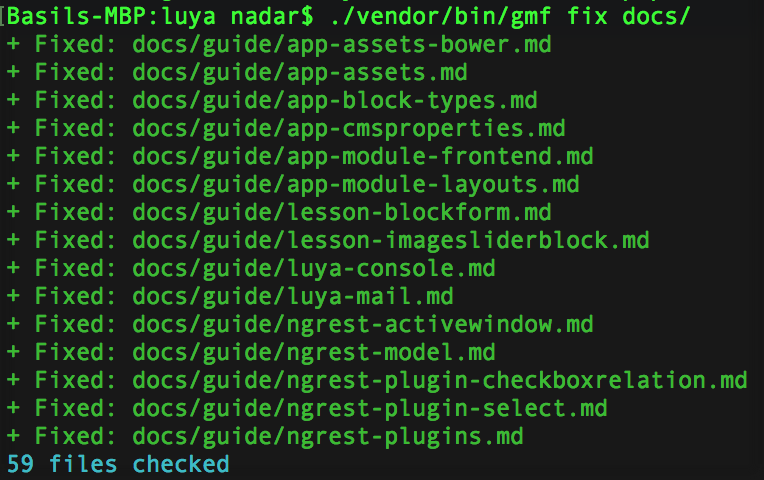 [Basils-MBP:luya nadar$ ./vendor/bin/gmf fix docs/
+ Fixed: docs/guide/app-assets-bower.md
+ Fixed: docs/guide/app-assets.md
+ Fixed: docs/guide/app-block-types.md
+ Fixed: docs/guide/app-cmsproperties.md
+ Fixed: docs/guide/app-module-frontend.md
+ Fixed: docs/guide/app-module-layouts.md
+ Fixed: docs/guide/lesson-blockform.md
+ Fixed: docs/guide/lesson-imagesliderblock.md
+ Fixed: docs/guide/luya-console.md
+ Fixed: docs/guide/luya-mail.md
+ Fixed: docs/guide/ngrest-activewindow.md
+ Fixed: docs/guide/ngrest-model.md
+ Fixed: docs/guide/ngrest-plugin-checkboxrelation.md
+ Fixed: docs/guide/ngrest-plugin-select.md
+ Fixed: docs/guide/ngrest-plugins.md
59 files checked